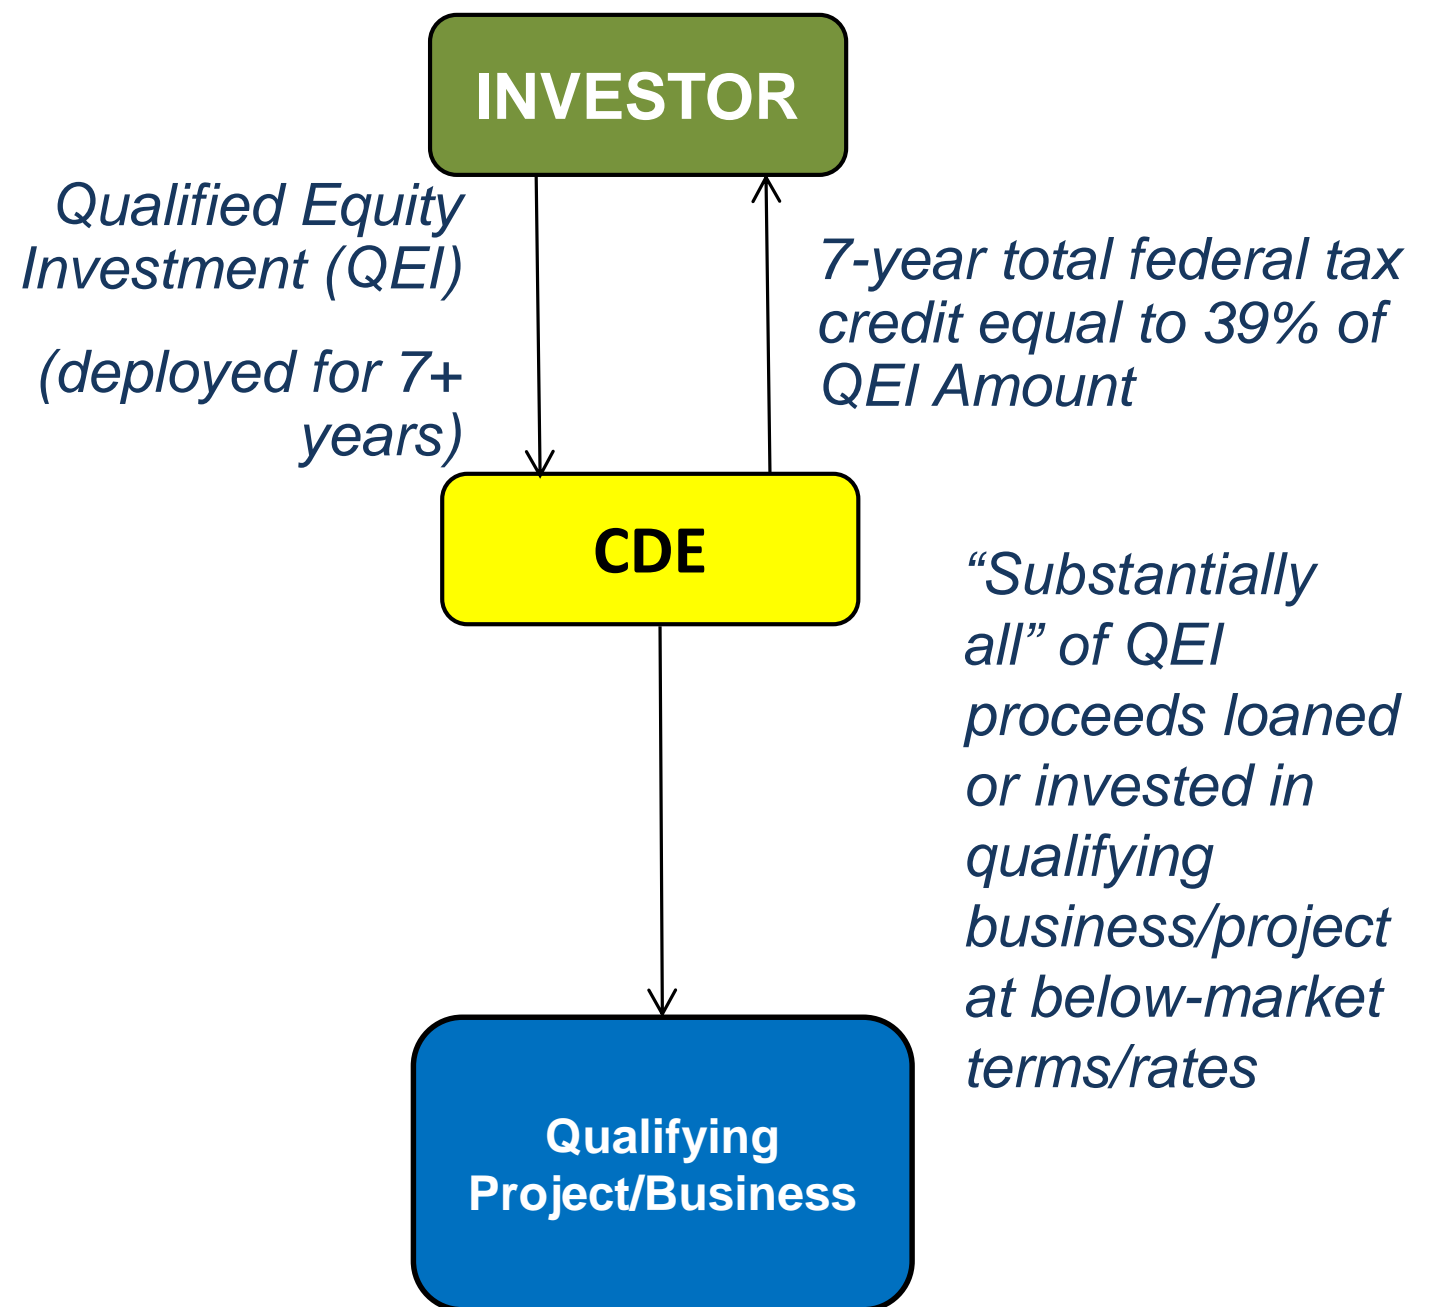 INVESTOR
Qualified Equity
Investment (QEI)
(deployed for 7+
years)
7-year total federal tax
credit equal to 39% of
QEI Amount
CDE
“Substantially
all” of QEI
proceeds loaned
or invested in
qualifying
business/project
at below-market
terms/rates
Qualifying
Project/Business